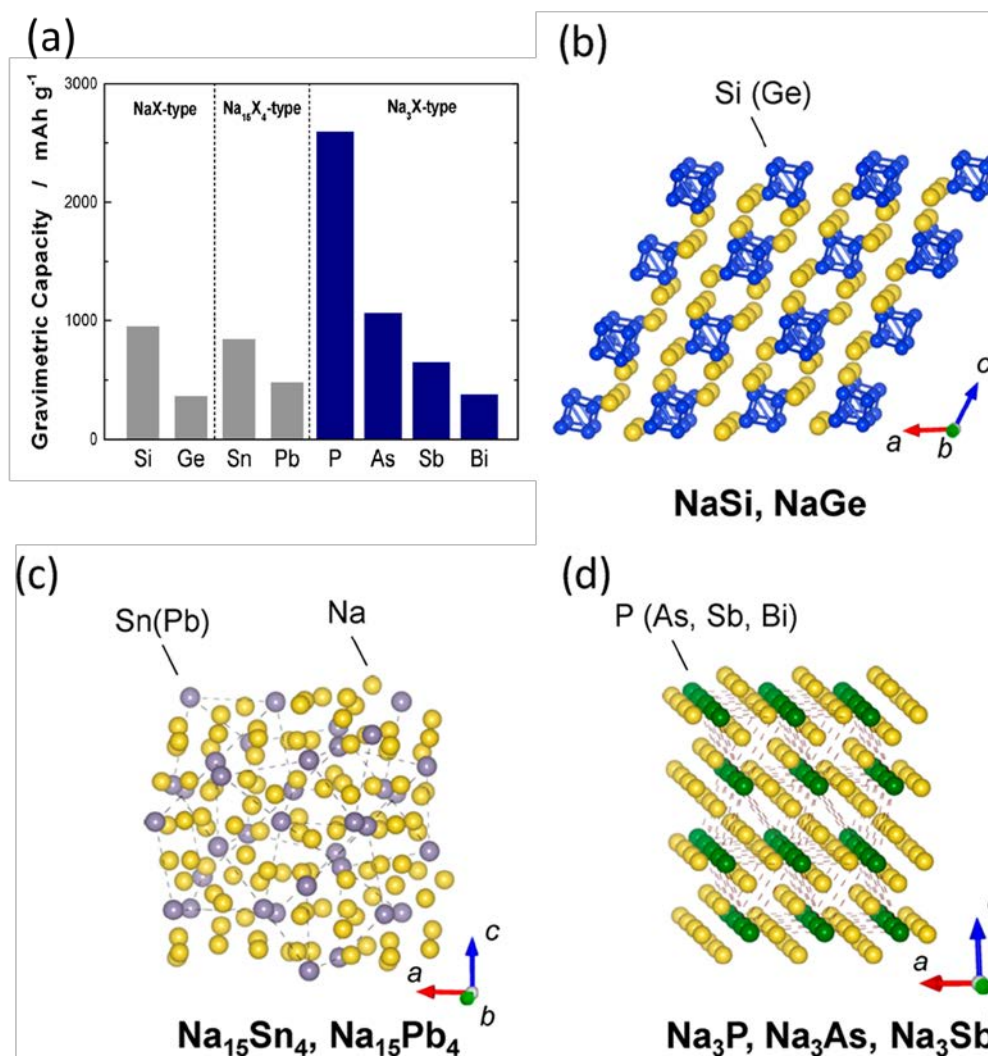 (a)
Gravimetric Capacity / mAh g⁻¹
3000
2000
1000
0
NaX-type
Na₁₅X₄-type
Na₃X-type
Si Ge Sn Pb P As Sb Bi
(b)
Si (Ge)
c
a
b
NaSi, NaGe
(c)
Sn(Pb)
Na
c
a
b
Na₁₅Sn₄, Na₁₅Pb₄
(d)
P (As, Sb, Bi)
a
Na₃P, Na₃As, Na₃Sb